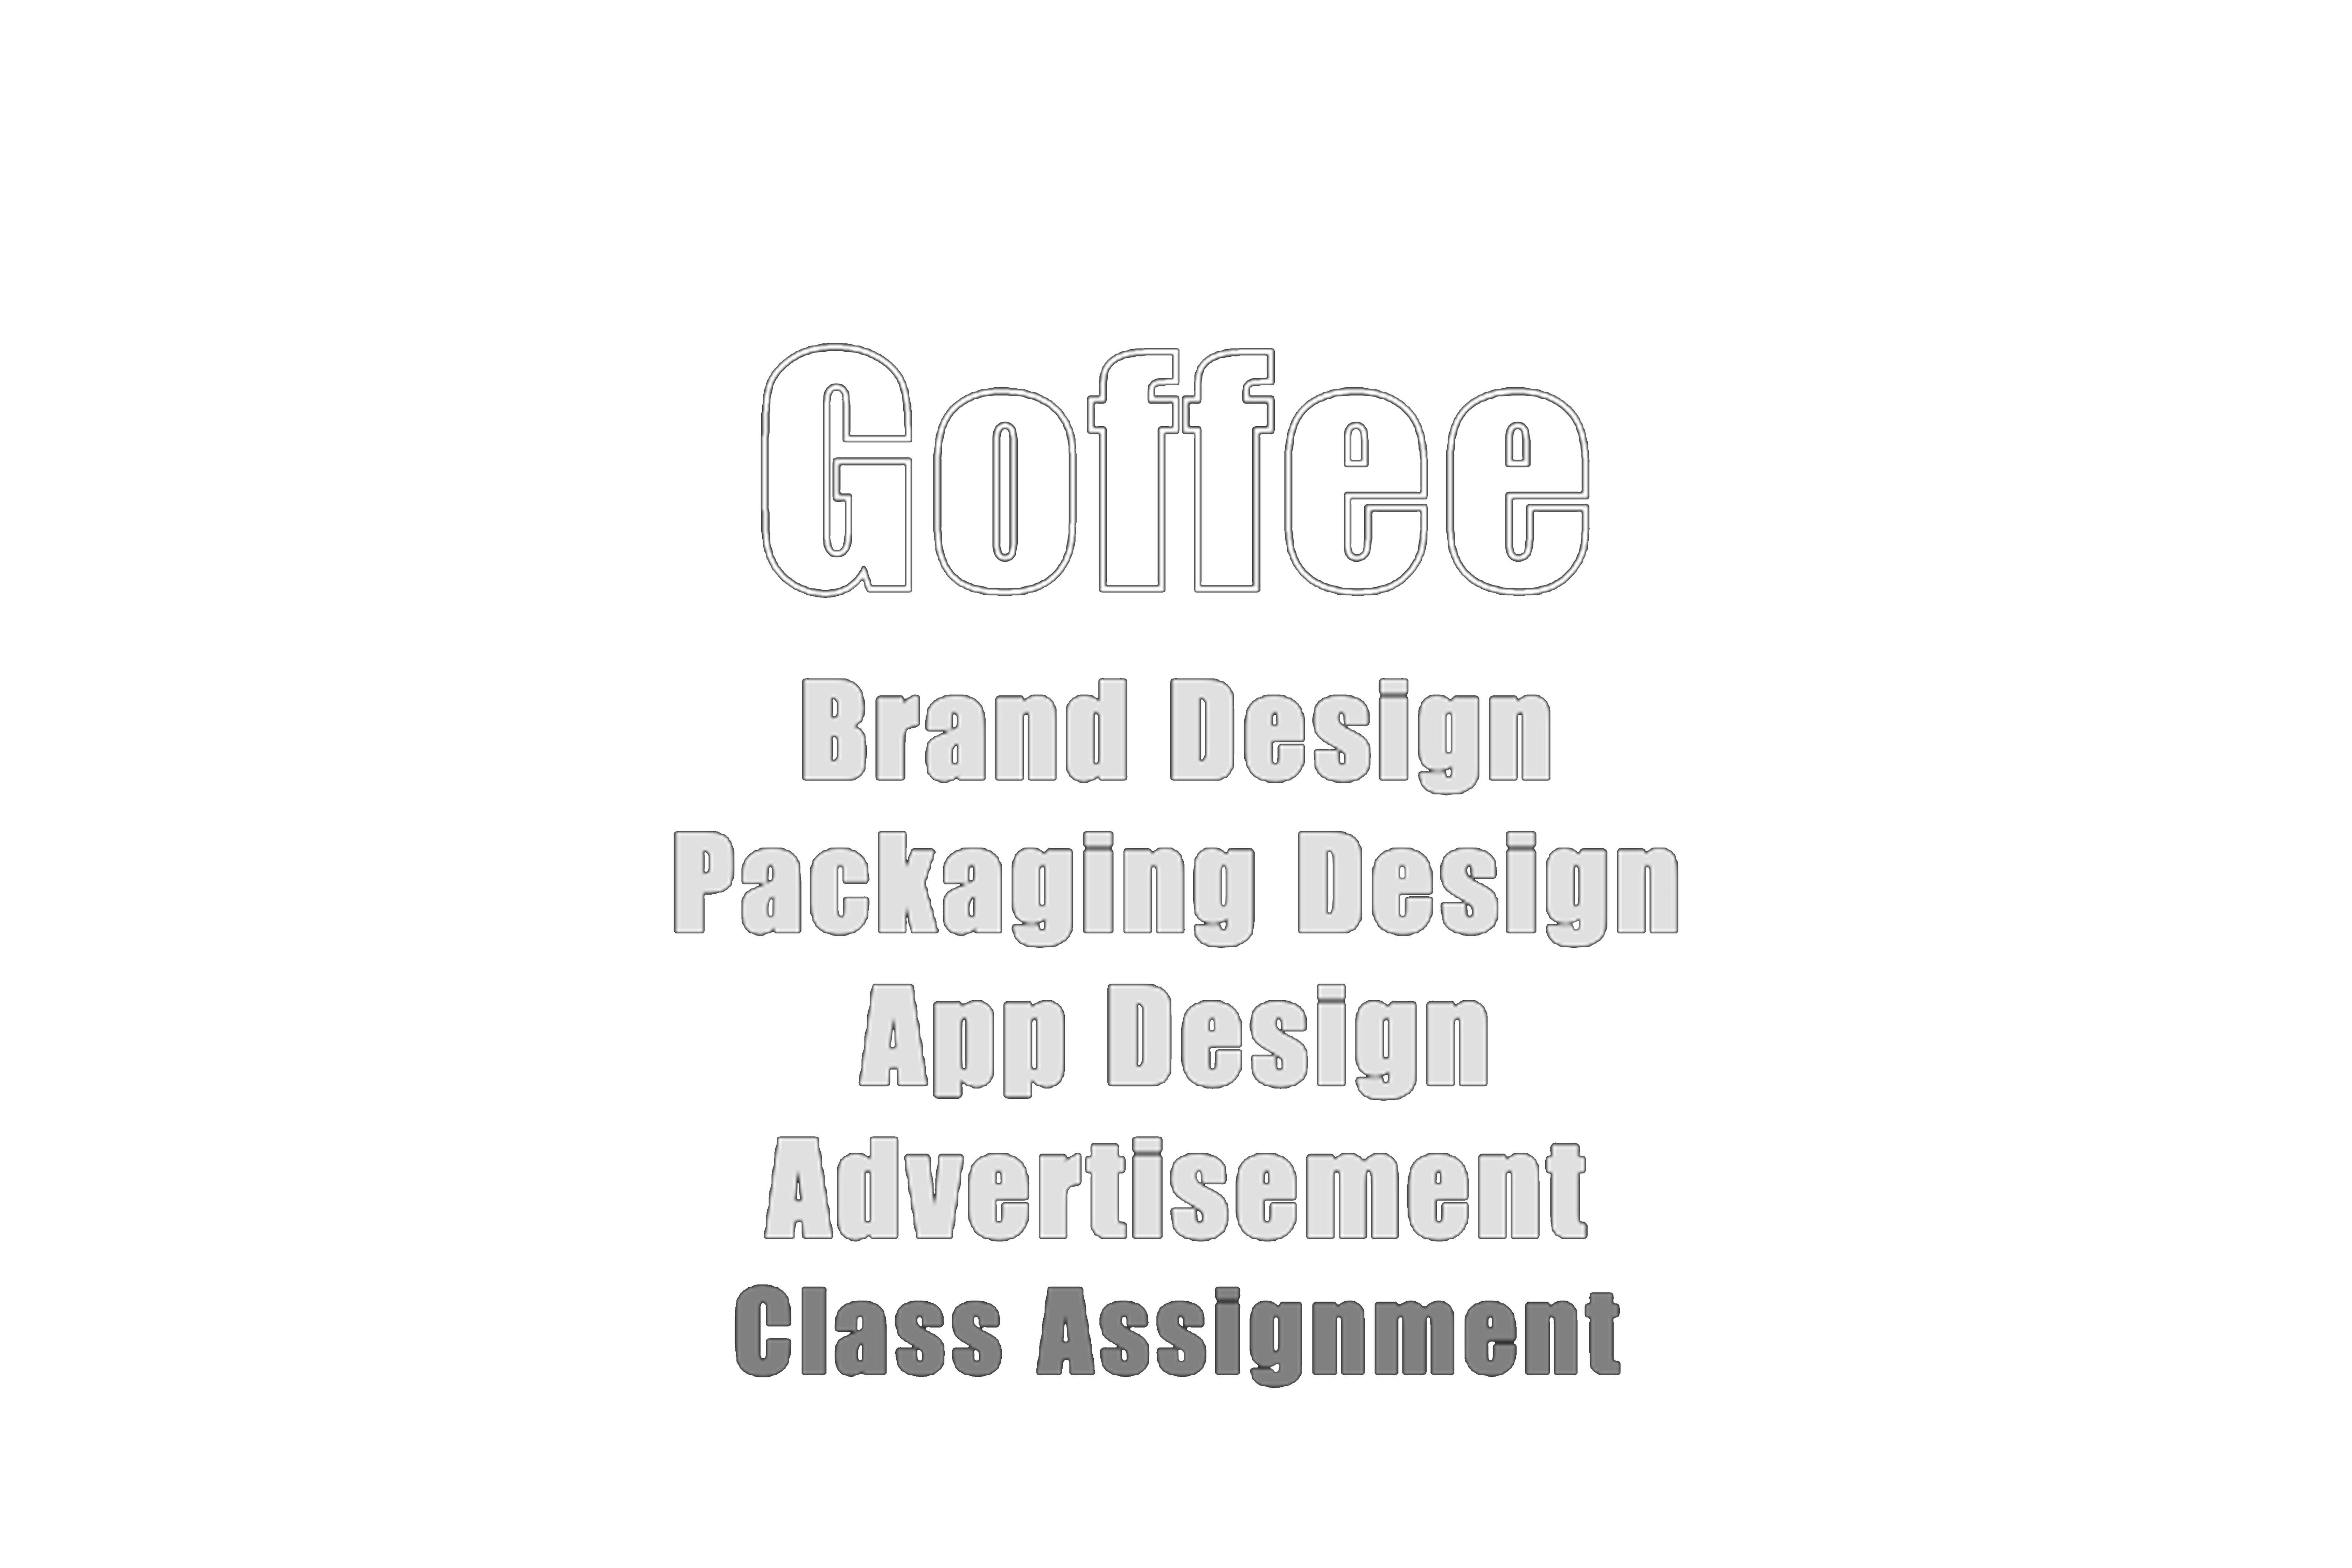 Goffee
Brand Design
Packaging Design
App Design
Advertisement
Class Assignment